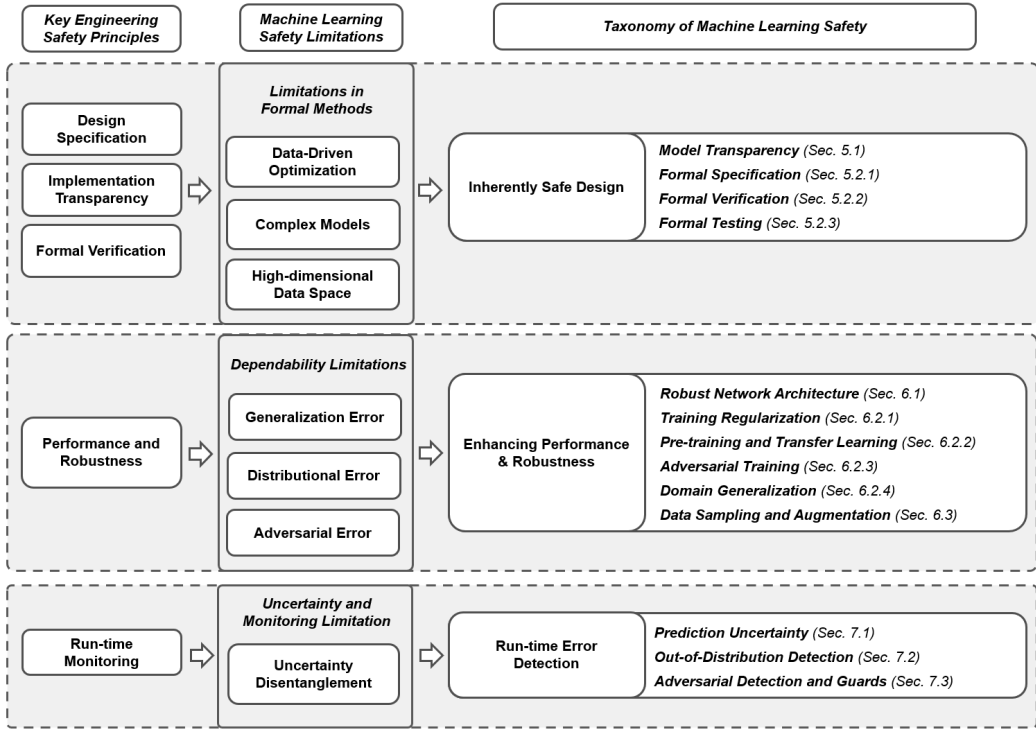 Key Engineering
Safety Principles
Machine Learning
Safety Limitations
Taxonomy of Machine Learning Safety
Design
Specification
Implementation
Transparency
Formal Verification
Limitations in
Formal Methods
Data-Driven
Optimization
Complex Models
High-dimensional
Data Space
Inherently Safe Design
Model Transparency (Sec. 5.1)
Formal Specification (Sec. 5.2.1)
Formal Verification (Sec. 5.2.2)
Formal Testing (Sec. 5.2.3)
Performance and
Robustness
Dependability Limitations
Generalization Error
Distributional Error
Adversarial Error
Enhancing Performance
& Robustness
Robust Network Architecture (Sec. 6.1)
Training Regularization (Sec. 6.2.1)
Pre-training and Transfer Learning (Sec. 6.2.2)
Adversarial Training (Sec. 6.2.3)
Domain Generalization (Sec. 6.2.4)
Data Sampling and Augmentation (Sec. 6.3)
Run-time
Monitoring
Uncertainty and
Monitoring Limitation
Uncertainty
Disentanglement
Run-time Error
Detection
Prediction Uncertainty (Sec. 7.1)
Out-of-Distribution Detection (Sec. 7.2)
Adversarial Detection and Guards (Sec. 7.3)